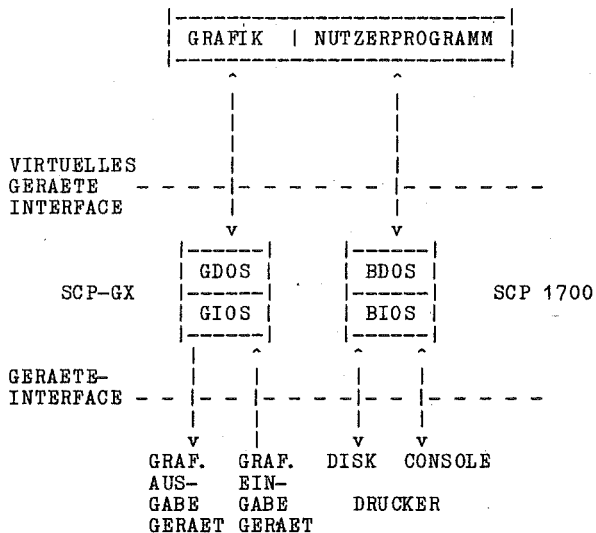 GRAFIK | NUTZERPROGRAMM
VIRTUELLES
GERAETE
INTERFACE
GDOS BDOS
SCP-GX SCP 1700
GIOS BIOS
GERAETE-
INTERFACE
GRAF. GRAF. DISK CONSOLE
AUS- EIN-
GABE GABE DRUCKER
GERAET GERAET